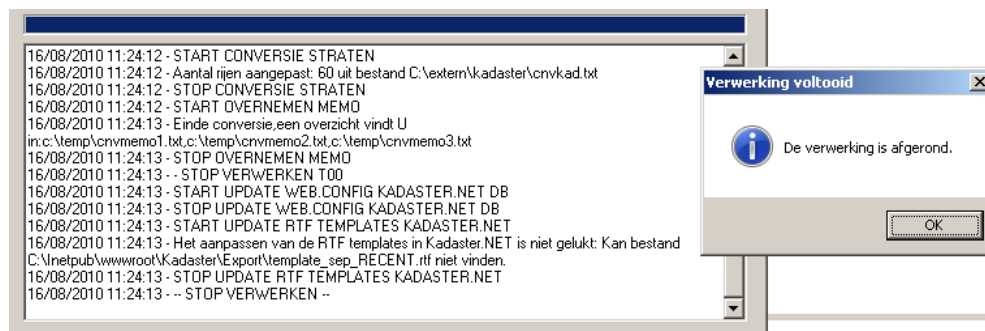 16/08/2010 11:24:12 - START CONVERSIE STRATEN
16/08/2010 11:24:12 - Aantal rijen aangepast: 60 uit bestand C:\extern\kadaster\cnvkad.txt
16/08/2010 11:24:12 - STOP CONVERSIE STRATEN
16/08/2010 11:24:12 - START OVERNEMEN MEMO
16/08/2010 11:24:13 - Einde conversie,een overzicht vindt U
in:c:\temp\cnvmemo1.txt,c:\temp\cnvmemo2.txt,c:\temp\cnvmemo3.txt
16/08/2010 11:24:13 - STOP OVERNEMEN MEMO
16/08/2010 11:24:13 - - STOP VERWERKEN T00
16/08/2010 11:24:13 - START UPDATE WEB.CONFIG KADASTER.NET DB
16/08/2010 11:24:13 - STOP UPDATE WEB.CONFIG KADASTER.NET DB
16/08/2010 11:24:13 - START UPDATE RTF TEMPLATES KADASTER.NET
16/08/2010 11:24:13 - Het aanpassen van de RTF templates in Kadaster.NET is niet gelukt: Kan bestand
C:\Inetpub\wwwroot\Kadaster\Export\template_sep_RECENT.rtf niet vinden.
16/08/2010 11:24:13 - STOP UPDATE RTF TEMPLATES KADASTER.NET
16/08/2010 11:24:13 - -- STOP VERWERKEN --
Verwerking voltooid
De verwerking is afgerond.
OK